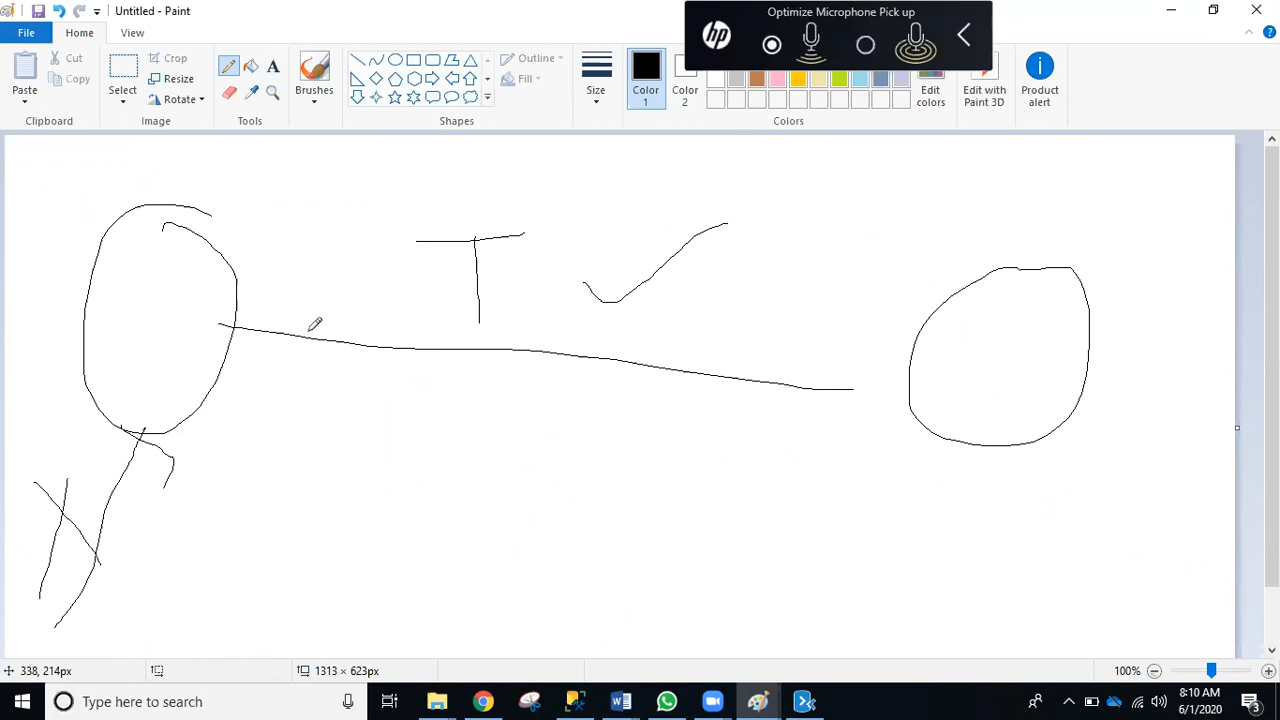 Untitled - Paint
Optimize Microphone Pick up
hp
File
Home
View
Paste
Cut
Copy
Clipboard
Select
Crop
Resize
Rotate
Image
A
Tools
Brushes
Outline
Fill
Shapes
Size
Color
1
Color
2
Edit
colors
Colors
Edit with
Paint 3D
Product
alert
T
338, 214px
1313 × 623px
100%
Type here to search
8:10 AM
6/1/2020
3